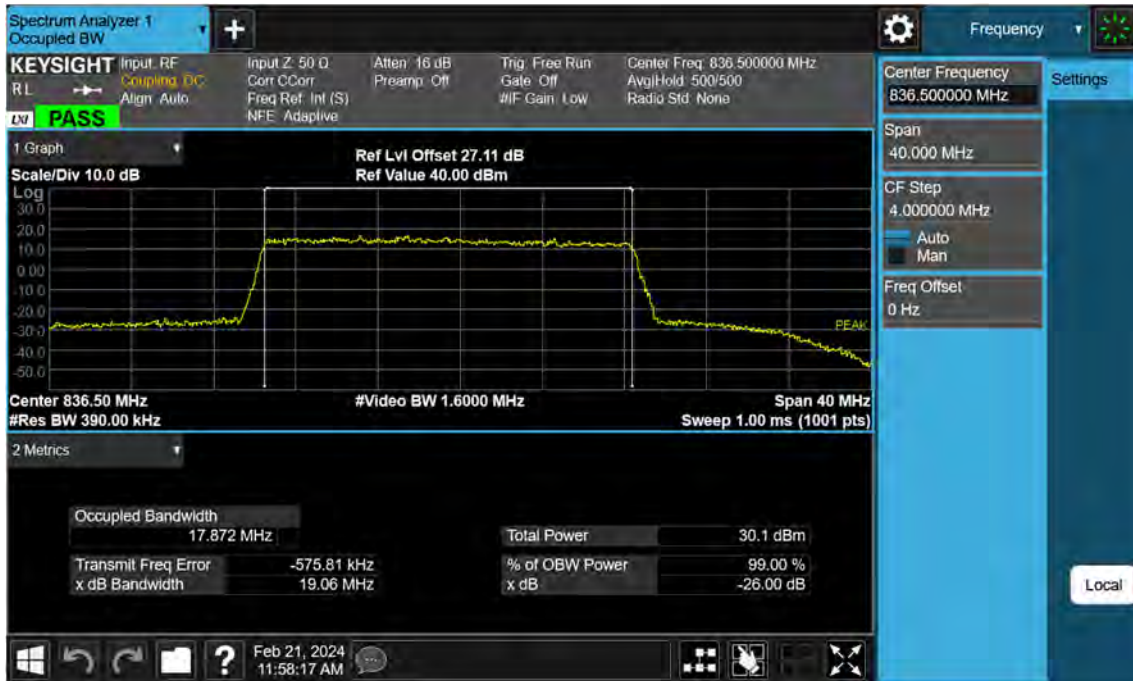 Spectrum Analyzer 1
Occupied BW
Frequency
KEYSIGHT
RL
LXI
PASS
Input: RF
Coupling: DC
Align: Auto
Input Z: 50 Ω
Corr CCorr
Freq Ref: Int (S)
NFE: Adaptive
Atten: 16 dB
Preamp: Off
Trig: Free Run
Gate: Off
#IF Gain: Low
Center Freq: 836.500000 MHz
Avg|Hold: 500/500
Radio Std: None
Center Frequency
836.500000 MHz
Settings
Span
40.000 MHz
CF Step
4.000000 MHz
Auto
Man
Freq Offset
0 Hz
1 Graph
Scale/Div 10.0 dB
Ref Lvl Offset 27.11 dB
Ref Value 40.00 dBm
Log
30.0
20.0
10.0
0.00
-10.0
-20.0
-30.0
-40.0
-50.0
PEAK
Center 836.50 MHz
#Video BW 1.6000 MHz
Span 40 MHz
#Res BW 390.00 kHz
Sweep 1.00 ms (1001 pts)
2 Metrics
Occupied Bandwidth
17.872 MHz
Total Power 30.1 dBm
Transmit Freq Error -575.81 kHz
% of OBW Power 99.00 %
x dB Bandwidth 19.06 MHz
x dB -26.00 dB
Local
?
Feb 21, 2024
11:58:17 AM